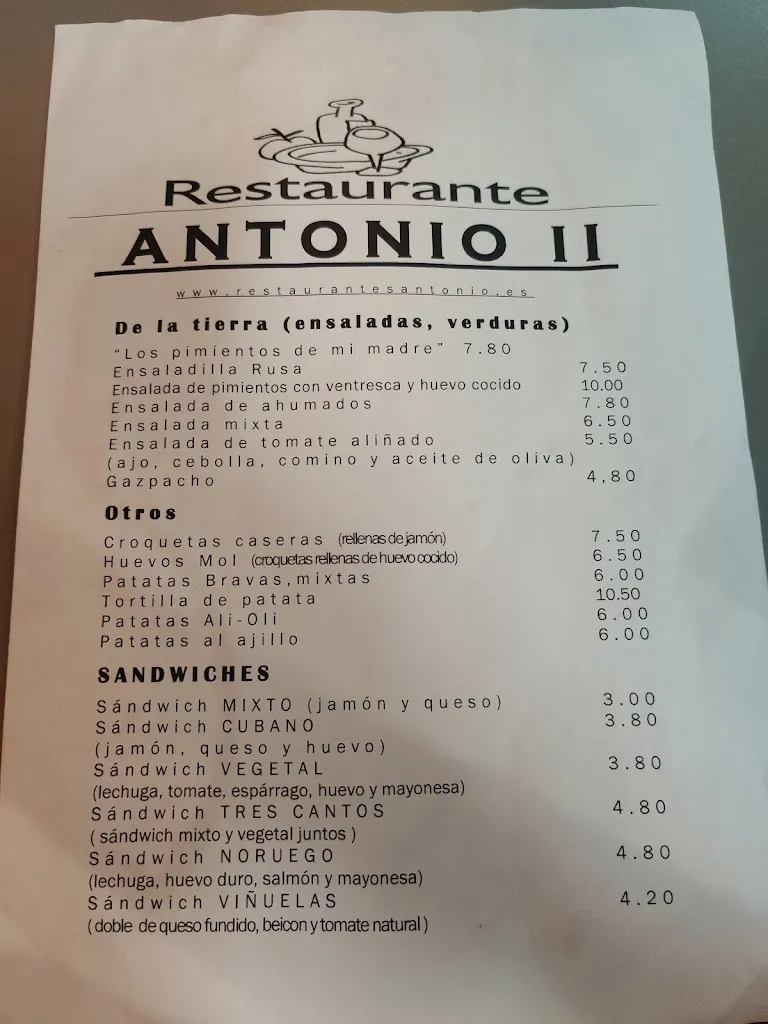 Restaurante
ANTONIO II
www.restaurantesantonio.es
De la tierra (ensaladas, verduras)
"Los pimientos de mi madre" 7.80
Ensaladilla Rusa 7.50
Ensalada de pimientos con ventresca y huevo cocido 10.00
Ensalada de ahumados 7.80
Ensalada mixta 6.50
Ensalada de tomate aliñado 5.50
(ajo, cebolla, comino y aceite de oliva)
Gazpacho 4,80
Otros
Croquetas caseras (rellenas de jamón) 7.50
Huevos Mol (croquetas rellenas de huevo cocido) 6.50
Patatas Bravas,mixtas 6.00
Tortilla de patata 10.50
Patatas Ali-Oli 6.00
Patatas al ajillo 6.00
SANDWICHES
Sándwich MIXTO (jamón y queso) 3.00
Sándwich CUBANO 3.80
(jamón, queso y huevo)
Sándwich VEGETAL 3.80
(lechuga, tomate, espárrago, huevo y mayonesa)
Sándwich TRES CANTOS 4.80
( sándwich mixto y vegetal juntos )
Sándwich NORUEGO 4.80
(lechuga, huevo duro, salmón y mayonesa)
Sándwich VIÑUELAS 4.20
( doble de queso fundido, beicon y tomate natural )